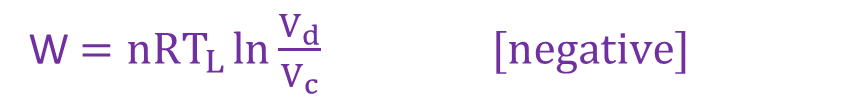 W = nRT_L ln V_d/V_c [negative]